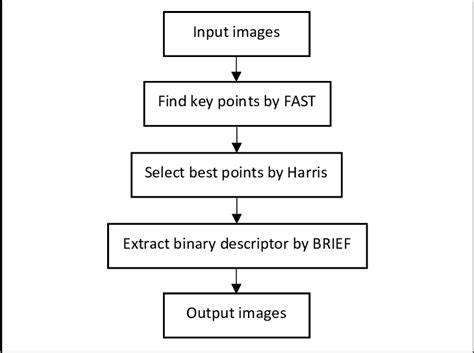 Input images
Find key points by FAST
Select best points by Harris
Extract binary descriptor by BRIEF
Output images